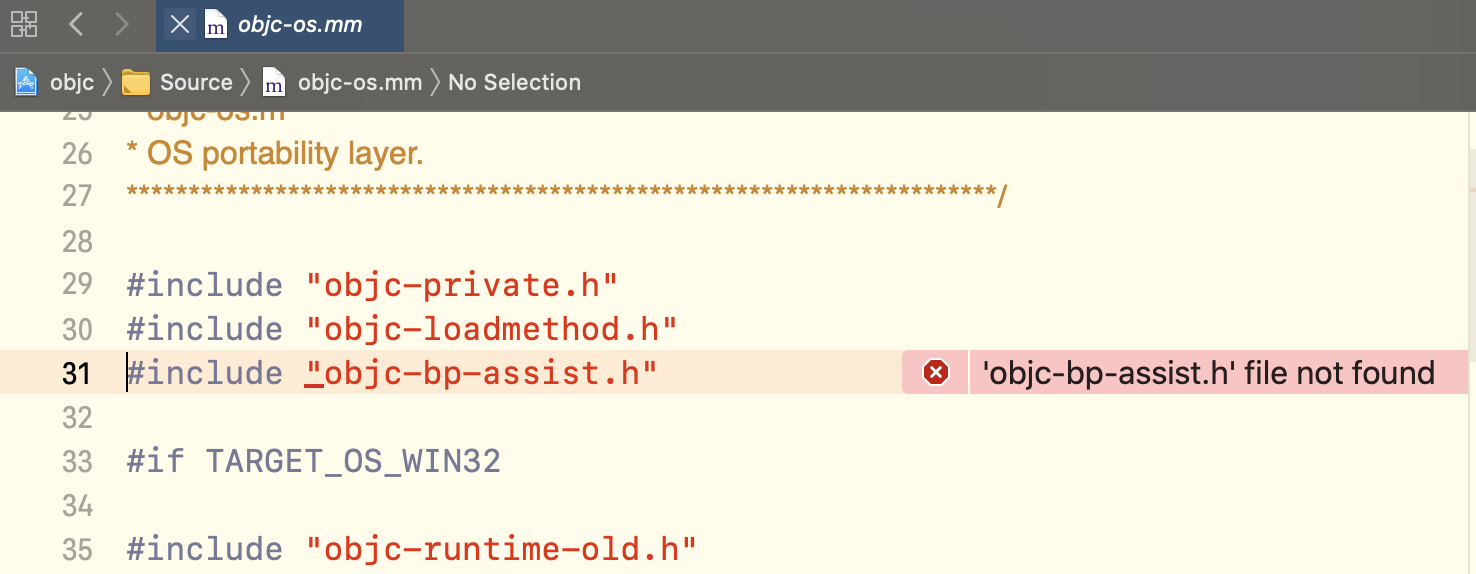 objc-os.mm
objc Source objc-os.mm No Selection
25 objc-os.m
26 * OS portability layer.
27 **********************************************************************/
28
29 #include "objc-private.h"
30 #include "objc-loadmethod.h"
31 #include "objc-bp-assist.h" 'objc-bp-assist.h' file not found
32
33 #if TARGET_OS_WIN32
34
35 #include "objc-runtime-old.h"